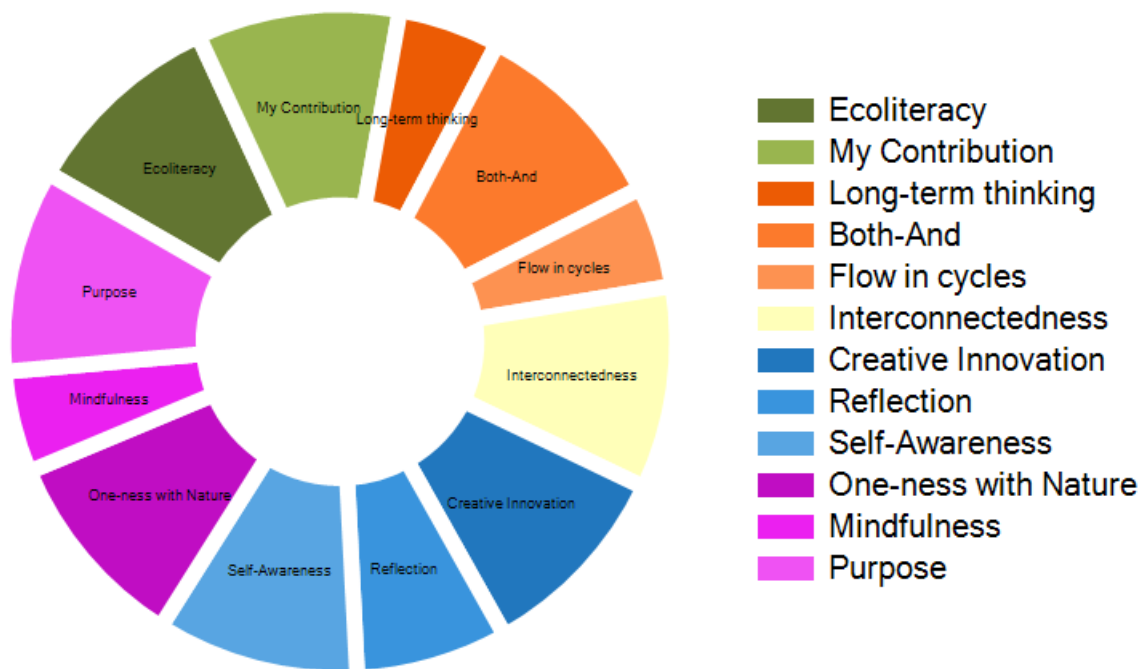 My Contribution
Long-term thinking
Ecoliteracy
Both-And
Flow in cycles
Purpose
Interconnectedness
Mindfulness
One-ness with Nature
Creative Innovation
Self-Awareness
Reflection
Ecoliteracy
My Contribution
Long-term thinking
Both-And
Flow in cycles
Interconnectedness
Creative Innovation
Reflection
Self-Awareness
One-ness with Nature
Mindfulness
Purpose